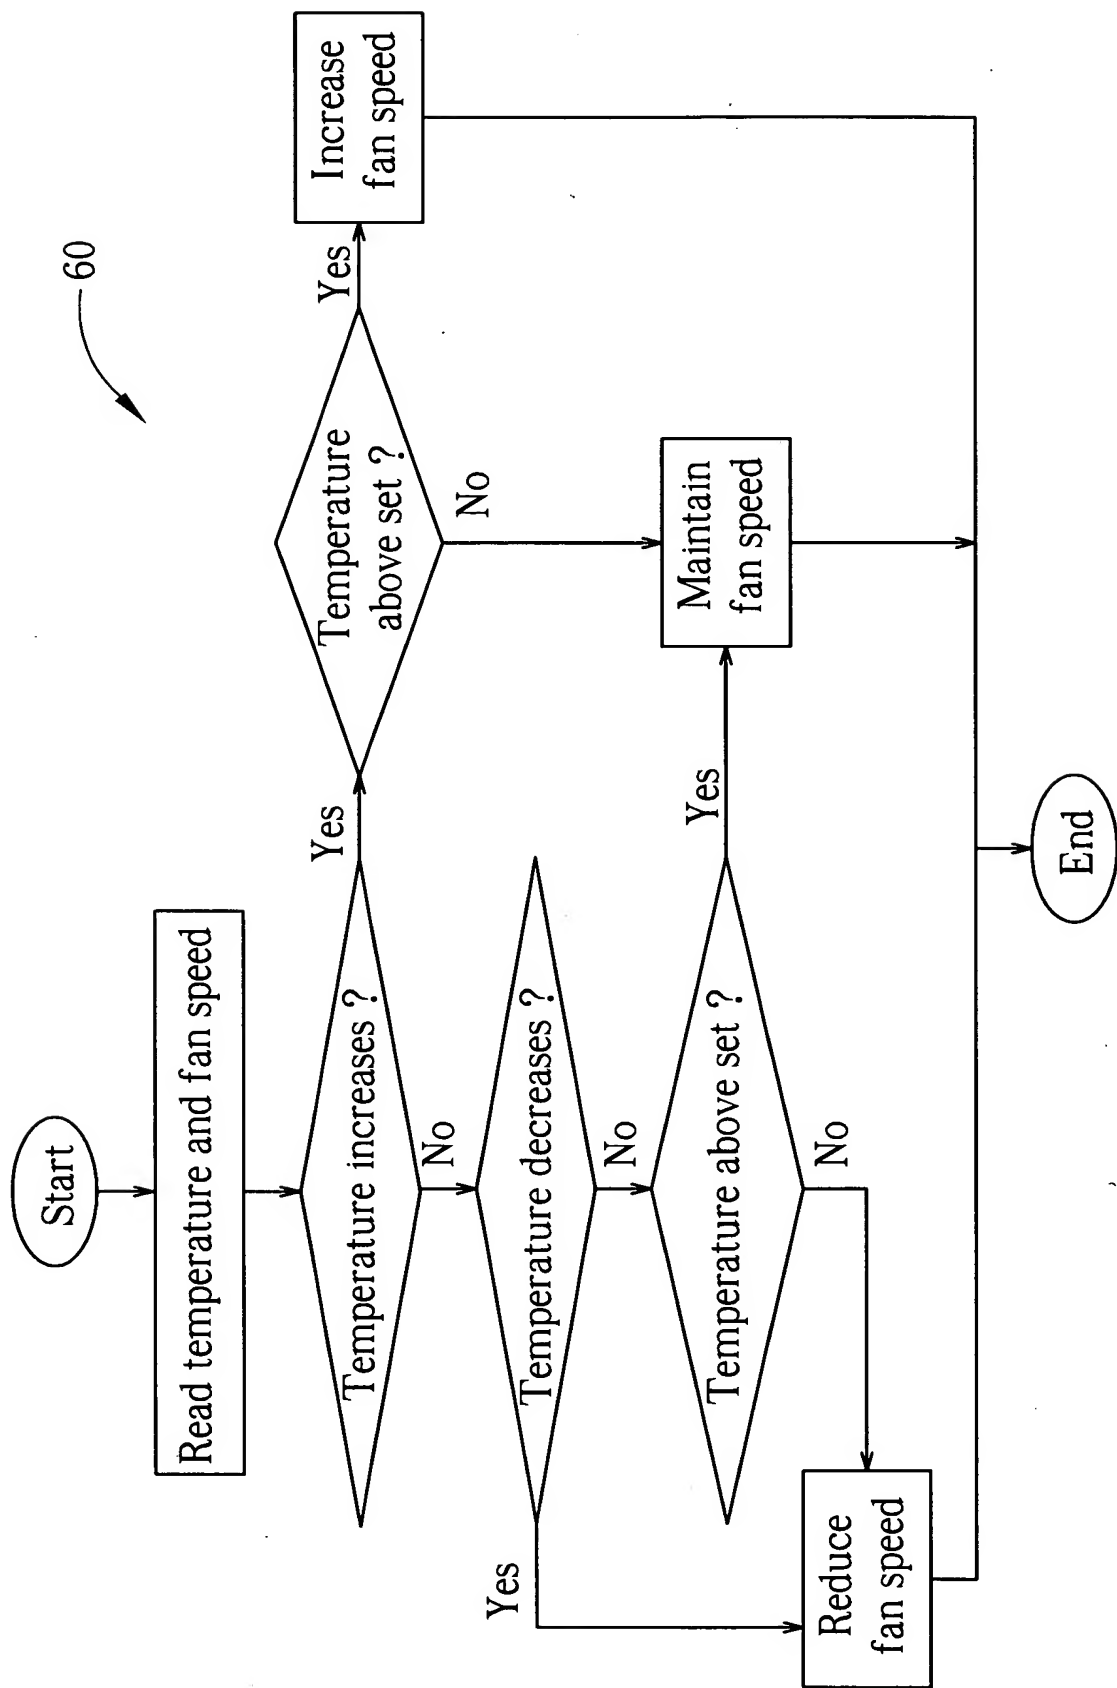 60
Start
Read temperature and fan speed
Temperature increases ?
Yes
Temperature
above set ?
Yes
Increase
fan speed
No
No
Temperature decreases ?
Yes
No
Temperature above set ?
Yes
Maintain
fan speed
No
Reduce
fan speed
End